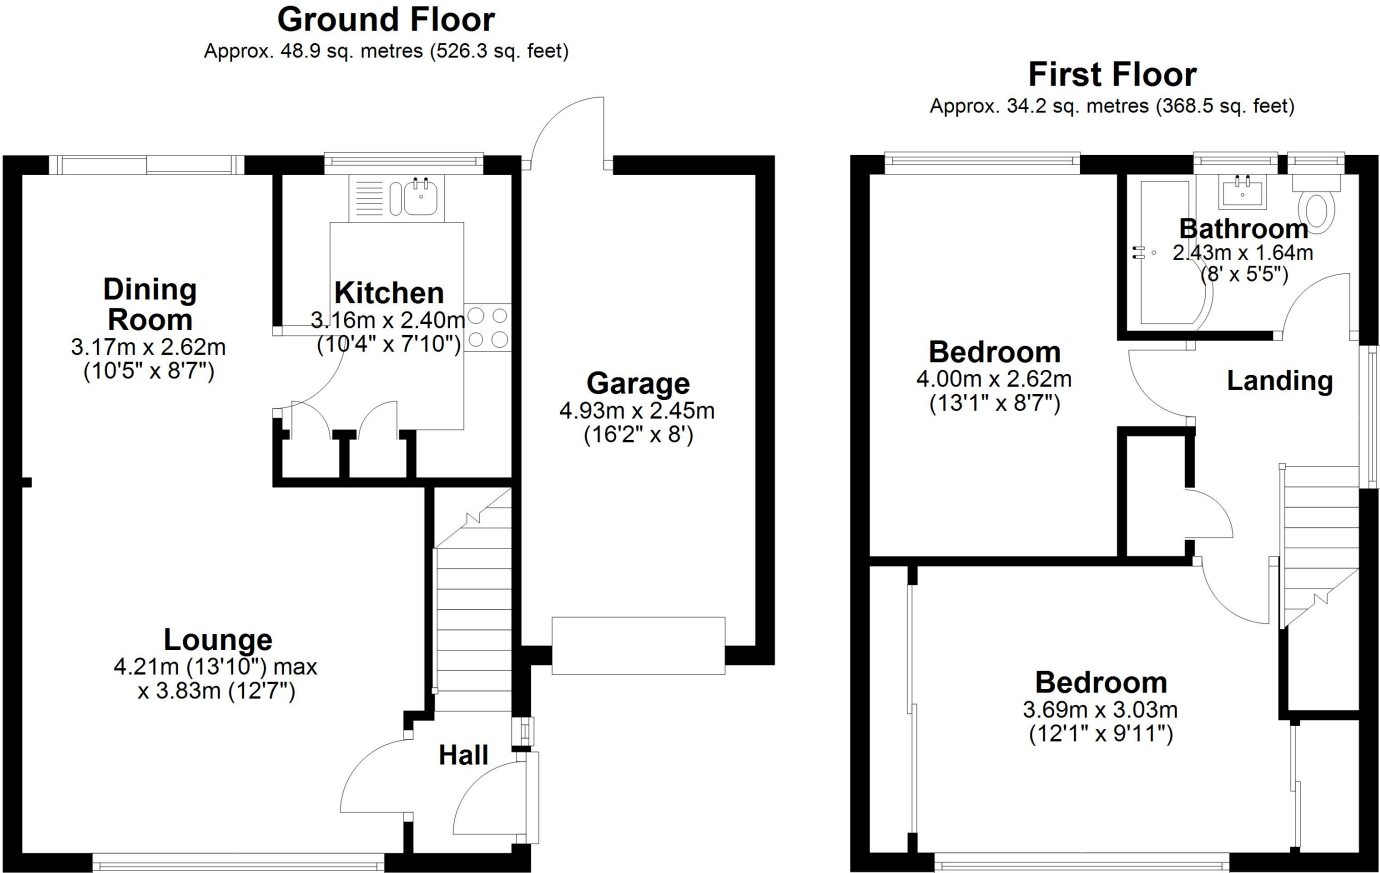 Ground Floor
Approx. 48.9 sq. metres (526.3 sq. feet)
Dining
Room
3.17m x 2.62m
(10'5" x 8'7")
Kitchen
3.16m x 2.40m
(10'4" x 7'10")
Garage
4.93m x 2.45m
(16'2" x 8')
Lounge
4.21m (13'10") max
x 3.83m (12'7")
Hall
First Floor
Approx. 34.2 sq. metres (368.5 sq. feet)
Bathroom
2.43m x 1.64m
(8' x 5'5")
Bedroom
4.00m x 2.62m
(13'1" x 8'7")
Landing
Bedroom
3.69m x 3.03m
(12'1" x 9'11")